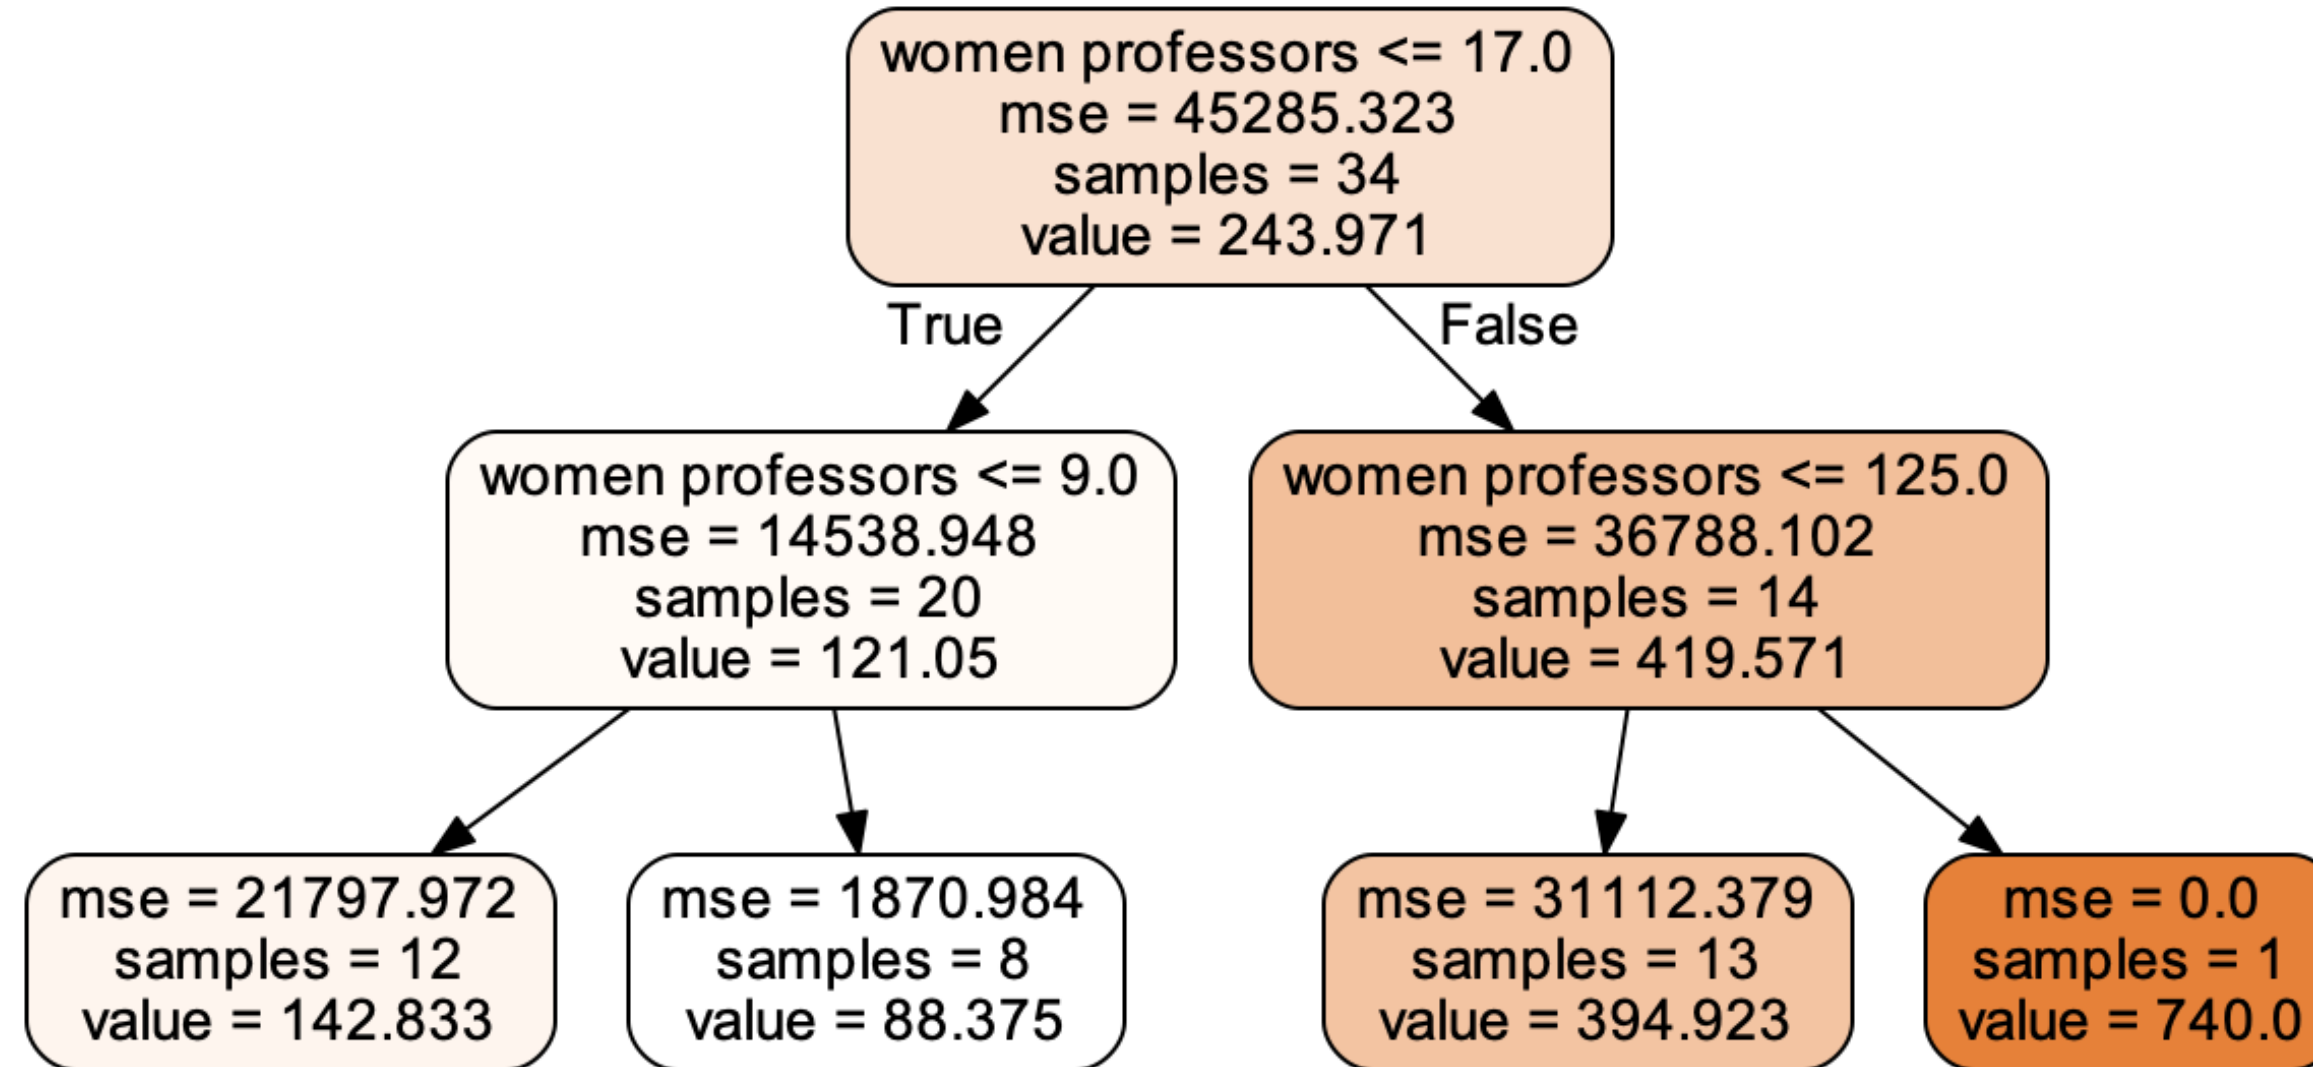 women professors <= 17.0
mse = 45285.323
samples = 34
value = 243.971
True
False
women professors <= 9.0
mse = 14538.948
samples = 20
value = 121.05
women professors <= 125.0
mse = 36788.102
samples = 14
value = 419.571
mse = 21797.972
samples = 12
value = 142.833
mse = 1870.984
samples = 8
value = 88.375
mse = 31112.379
samples = 13
value = 394.923
mse = 0.0
samples = 1
value = 740.0